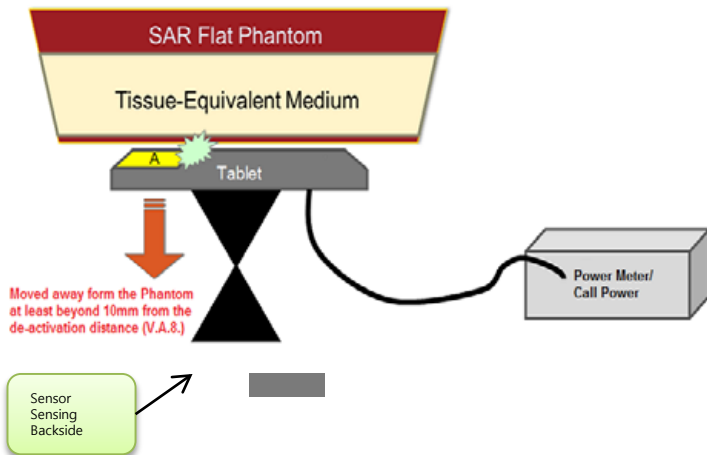 SAR Flat Phantom
Tissue-Equivalent Medium
A
Tablet
Moved away form the Phantom
at least beyond 10mm from the
de-activation distance (V.A.8.)
Power Meter/
Call Power
Sensor
Sensing
Backside